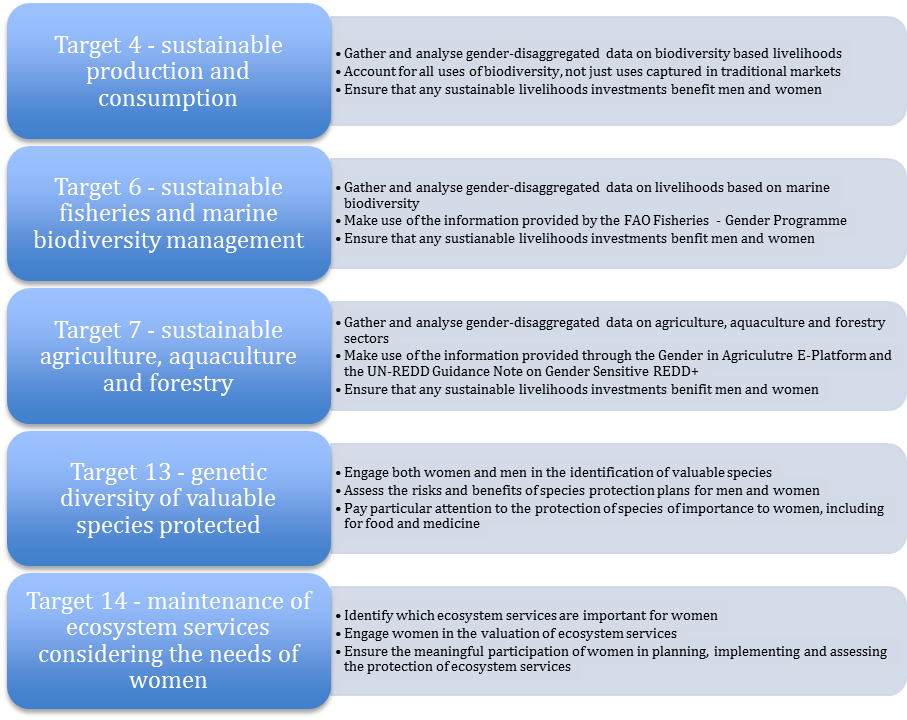 Target 4 - sustainable
production and
consumption
• Gather and analyse gender-disaggregated data on biodiversity based livelihoods
• Account for all uses of biodiversity, not just uses captured in traditional markets
• Ensure that any sustainable livelihoods investments benefit men and women
Target 6 - sustainable
fisheries and marine
biodiversity management
• Gather and analyse gender-disaggregated data on livelihoods based on marine
biodiversity
• Make use of the information provided by the FAO Fisheries - Gender Programme
• Ensure that any sustianable livelihoods investments benfit men and women
Target 7 - sustainable
agriculture, aquaculture
and forestry
• Gather and analyse gender-disaggregated data on agriculture, aquaculture and forestry
sectors
• Make use of the information provided through the Gender in Agriculutre E-Platform and
the UN-REDD Guidance Note on Gender Sensitive REDD+
• Ensure that any sustainable livelihoods investments benifit men and women
Target 13 - genetic
diversity of valuable
species protected
• Engage both women and men in the identification of valuable species
• Assess the risks and benefits of species protection plans for men and women
• Pay particular attention to the protection of species of importance to women, including
for food and medicine
Target 14 - maintenance of
ecosystem services
considering the needs of
women
• Identify which ecosystem services are important for women
• Engage women in the valuation of ecosystem services
• Ensure the meaningful participation of women in planning, implementing and assessing
the protection of ecosystem services